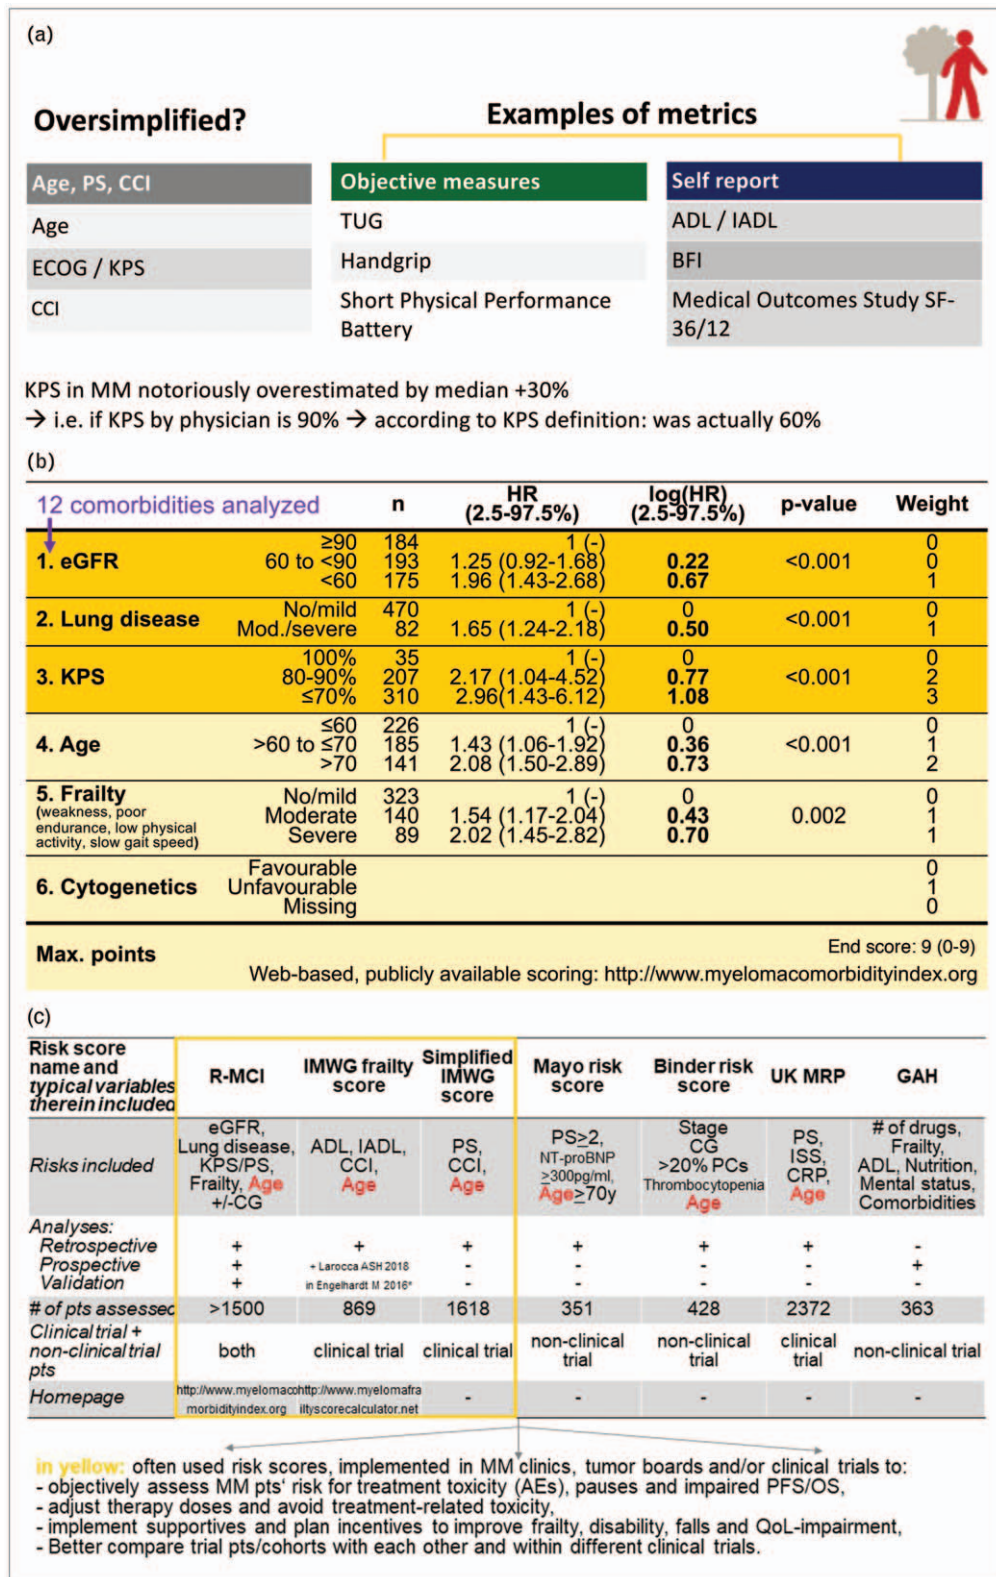 (a)
Oversimplified?
Examples of metrics
Age, PS, CCI
Age
ECOG / KPS
CCI
Objective measures
TUG
Handgrip
Short Physical Performance
Battery
Self report
ADL / IADL
BFI
Medical Outcomes Study SF-
36/12
KPS in MM notoriously overestimated by median +30%
→ i.e. if KPS by physician is 90% → according to KPS definition: was actually 60%
(b)
12 comorbidities analyzed n HR (2.5-97.5%) log(HR) (2.5-97.5%) p-value Weight
≥90 184 1 (-) 0
1. eGFR 60 to <90 193 1.25 (0.92-1.68) 0.22 <0.001 0
<60 175 1.96 (1.43-2.68) 0.67 1
No/mild 470 1 (-) 0 0
2. Lung disease Mod./severe 82 1.65 (1.24-2.18) 0.50 <0.001 1
100% 35 1 (-) 0 0
3. KPS 80-90% 207 2.17 (1.04-4.52) 0.77 <0.001 2
≤70% 310 2.96(1.43-6.12) 1.08 3
≤60 226 1 (-) 0 0
4. Age >60 to ≤70 185 1.43 (1.06-1.92) 0.36 <0.001 1
>70 141 2.08 (1.50-2.89) 0.73 2
5. Frailty No/mild 323 1 (-) 0 0
(weakness, poor Moderate 140 1.54 (1.17-2.04) 0.43 0.002 1
endurance, low physical Severe 89 2.02 (1.45-2.82) 0.70 1
activity, slow gait speed)
Favourable 0
6. Cytogenetics Unfavourable 1
Missing 0
Max. points End score: 9 (0-9)
Web-based, publicly available scoring: http://www.myelomacomorbidityindex.org
(c)
Risk score
name and
typical variables
therein included
R-MCI
IMWG frailty
score
Simplified
IMWG
score
Mayo risk
score
Binder risk
score
UK MRP
GAH
Risks included
eGFR,
Lung disease,
KPS/PS,
Frailty, Age
+/-CG
ADL, IADL,
CCI,
Age
PS,
CCI,
Age
PS≥2,
NT-proBNP
≥300pg/ml,
Age≥70y
Stage
CG
>20% PCs
Thrombocytopenia
Age
PS,
ISS,
CRP,
Age
# of drugs,
Frailty,
ADL, Nutrition,
Mental status,
Comorbidities
Analyses:
Retrospective + + + + + + -
Prospective + + Larocca ASH 2018 - - - - +
Validation + in Engelhardt M 2016* - - - - -
# of pts assessed >1500 869 1618 351 428 2372 363
Clinical trial +
non-clinical trial
pts
both
clinical trial
clinical trial
non-clinical
trial
non-clinical
trial
clinical
trial
non-clinical trial
Homepage
http://www.myelomaco
morbidityindex.org
http://www.myelomafra
iltyscorecalculator.net
- - - - -
in yellow: often used risk scores, implemented in MM clinics, tumor boards and/or clinical trials to:
- objectively assess MM pts' risk for treatment toxicity (AEs), pauses and impaired PFS/OS,
- adjust therapy doses and avoid treatment-related toxicity,
- implement supportives and plan incentives to improve frailty, disability, falls and QoL-impairment,
- Better compare trial pts/cohorts with each other and within different clinical trials.